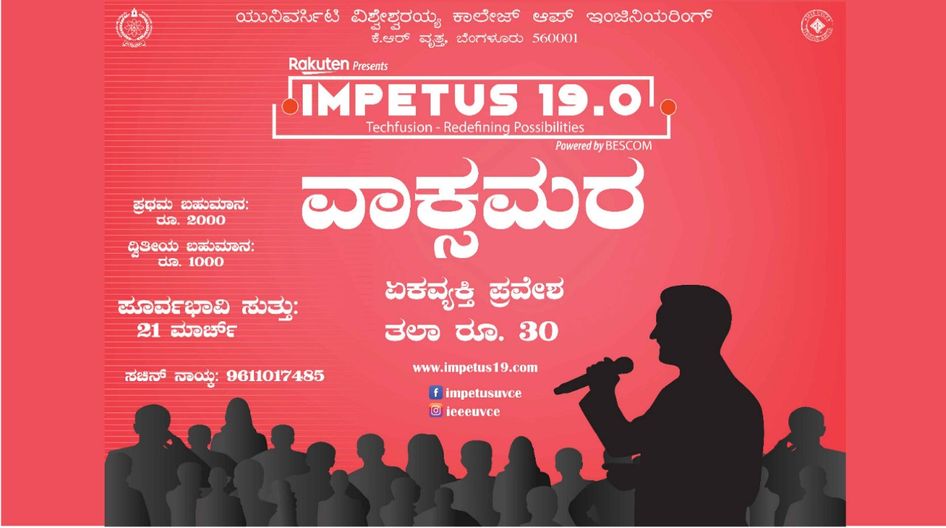 ಯುನಿವರ್ಸಿಟಿ ವಿಶ್ವೇಶ್ವರಯ್ಯ ಕಾಲೇಜ್ ಆಫ್ ಇಂಜಿನಿಯರಿಂಗ್
ಕೆ.ಆರ್ ವೃತ್ತ, ಬೆಂಗಳೂರು 560001
Rakuten Presents
IMPETUS 19.0
Techfusion - Redefining Possibilities
Powered by BESCOM
ವಾಕ್ಸಮರ
ಪ್ರಥಮ ಬಹುಮಾನ:
ರೂ. 2000
ದ್ವಿತೀಯ ಬಹುಮಾನ:
ರೂ. 1000
ಪೂರ್ವಭಾವಿ ಸುತ್ತು:
21 ಮಾರ್ಚ್
ಸಚಿನ್ ನಾಯ್ಕ: 9611017485
ಏಕವ್ಯಕ್ತಿ ಪ್ರವೇಶ
ತಲಾ ರೂ. 30
www.impetus19.com
impetusuvce
ieeeuvce